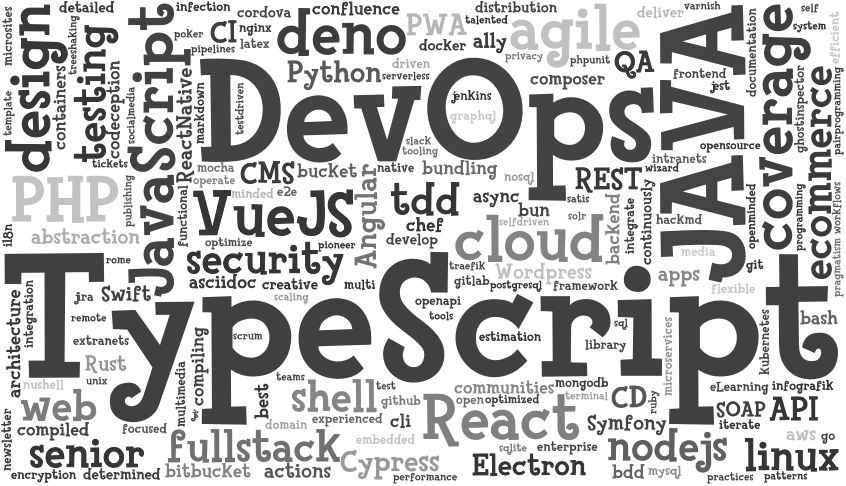 microsites
design
detailed
treeshaking
containers
testing
codeception
template
tickets
socialmedia
JavaScript
publishing
infection
poker
CI
nginx
cordova
pipelines
latex
ReactNative
markdown
functional
testdriven
confluence
deno
PWA
docker
ally
talented
distribution
agile
deliver
varnish
self
system
efficient
Python
driven
serverless
privacy
phpunit
QA
composer
frontend
jest
JAVA
documentation
coverage
ghostinspector
pairprogramming
ecommerce
DevOps
jenkins
graphql
slack
tooling
mocha
operate
CMS
bucket
native
bundling
nosql
REST
intranets
wizard
opensource
minded
e2e
Angular
tdd
async
bun
satis
solr
backend
integrate
continuously
hackMd
openminded
programming
workflows
pragmatism
PHP
abstraction
i18n
VueJS
optimize
pioneer
chef
develop
selfdriven
cloud
media
git
rome
security
asciidoc
creative
multi
scaling
traefik
gitlab
Wordpress
postgresql
framework
apps
flexible
TypeScript
architecture
integration
jra
Swift
remote
extranets
Rust
unix
nushell
scrum
openapi
tools
estimation
sql
library
microservices
kubernetes
bash
web
compiled
multimedia
compiling
best
teams
shell
test
github
communities
open
optimized
mongodb
terminal
CD
ruby
eLearning
infografik
newsletter
focused
domain
experienced
cli
React
Symfony
SOAP
API
iterate
aws
go
senior
fullstack
embedded
Cypress
sqlite
enterprise
nodejs
linux
encryption
determined
bitbucket
actions
performance
Electron
bdd
mysql
practices
patterns